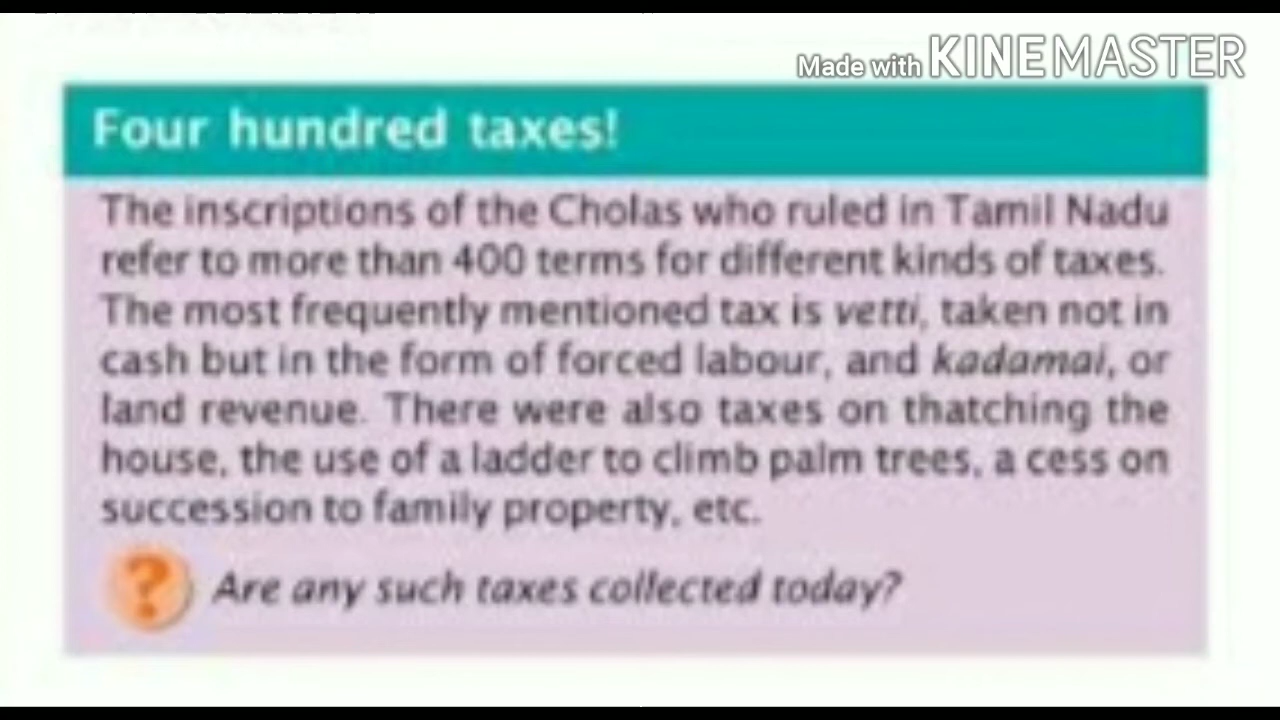 Made with KINEMASTER
Four hundred taxes!
The inscriptions of the Cholas who ruled in Tamil Nadu
refer to more than 400 terms for different kinds of taxes.
The most frequently mentioned tax is vetti, taken not in
cash but in the form of forced labour, and kadamai, or
land revenue. There were also taxes on thatching the
house, the use of a ladder to climb palm trees, a cess on
succession to family property, etc.
? Are any such taxes collected today?